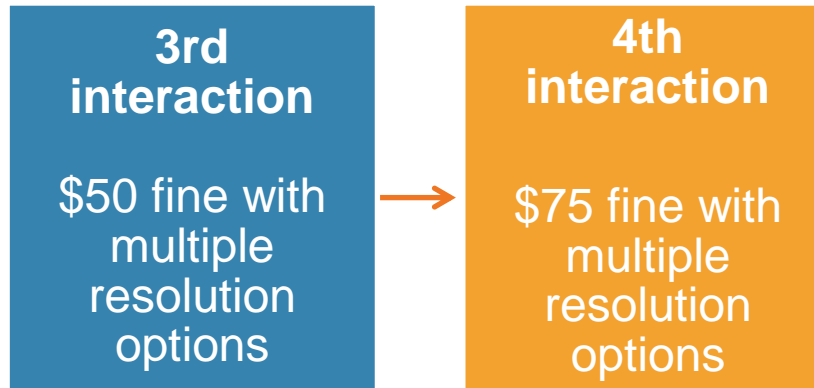 3rd
interaction
$50 fine with
multiple
resolution
options
4th
interaction
$75 fine with
multiple
resolution
options